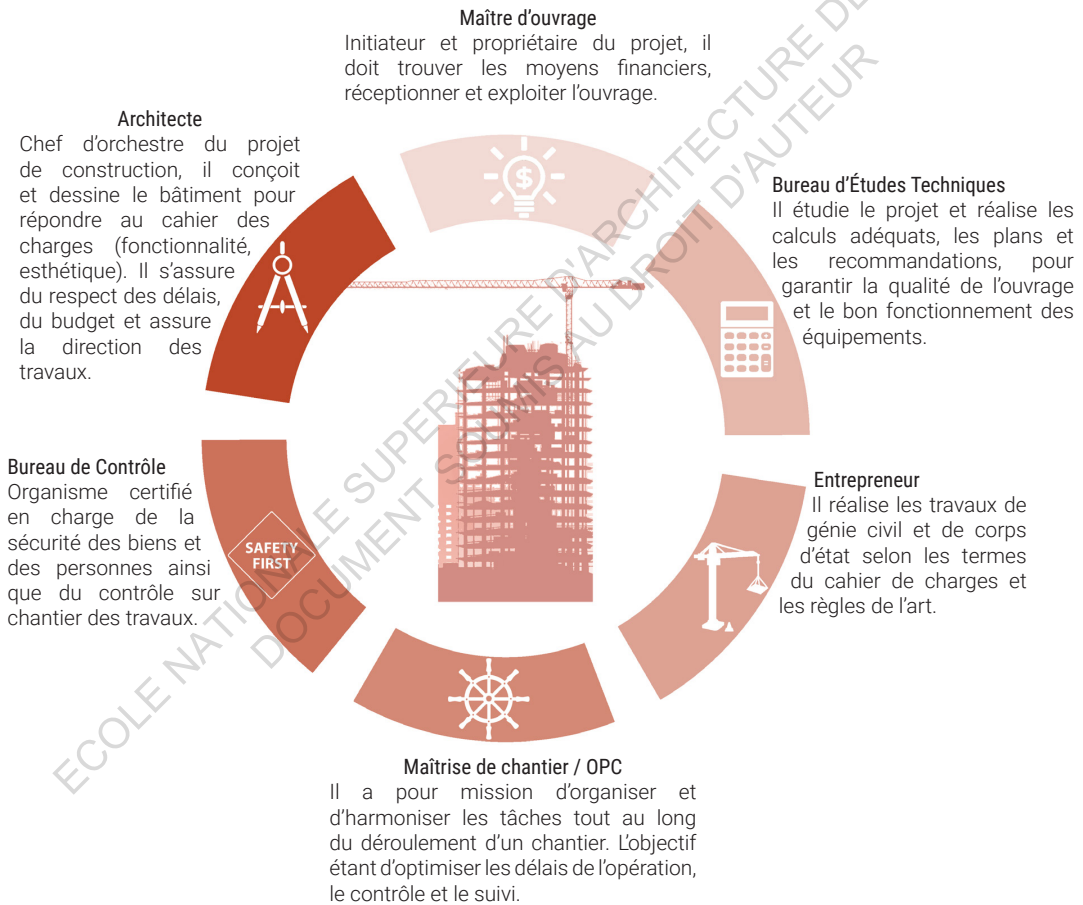 Maître d'ouvrage
Initiateur et propriétaire du projet, il
doit trouver les moyens financiers,
réceptionner et exploiter l'ouvrage.
Architecte
Chef d'orchestre du projet
de construction, il conçoit
et dessine le bâtiment pour
répondre au cahier des
charges (fonctionnalité,
esthétique). Il s'assure
du respect des délais,
du budget et assure
la direction des
travaux.
$
Bureau d'Études Techniques
Il étudie le projet et réalise les
calculs adéquats, les plans et
les recommandations, pour
garantir la qualité de l'ouvrage
et le bon fonctionnement des
équipements.
Bureau de Contrôle
Organisme certifié
en charge de la
sécurité des biens et
des personnes ainsi
que du contrôle sur
chantier des travaux.
SAFETY
FIRST
Entrepreneur
Il réalise les travaux de
génie civil et de corps
d'état selon les termes
du cahier de charges et
les règles de l'art.
Maîtrise de chantier / OPC
Il a pour mission d'organiser et
d'harmoniser les tâches tout au long
du déroulement d'un chantier. L'objectif
étant d'optimiser les délais de l'opération,
le contrôle et le suivi.
ECOLE NATIONALE SUPERIEURE D'ARCHITECTURE DE
DOCUMENT SOUMIS AU DROIT D'AUTEUR